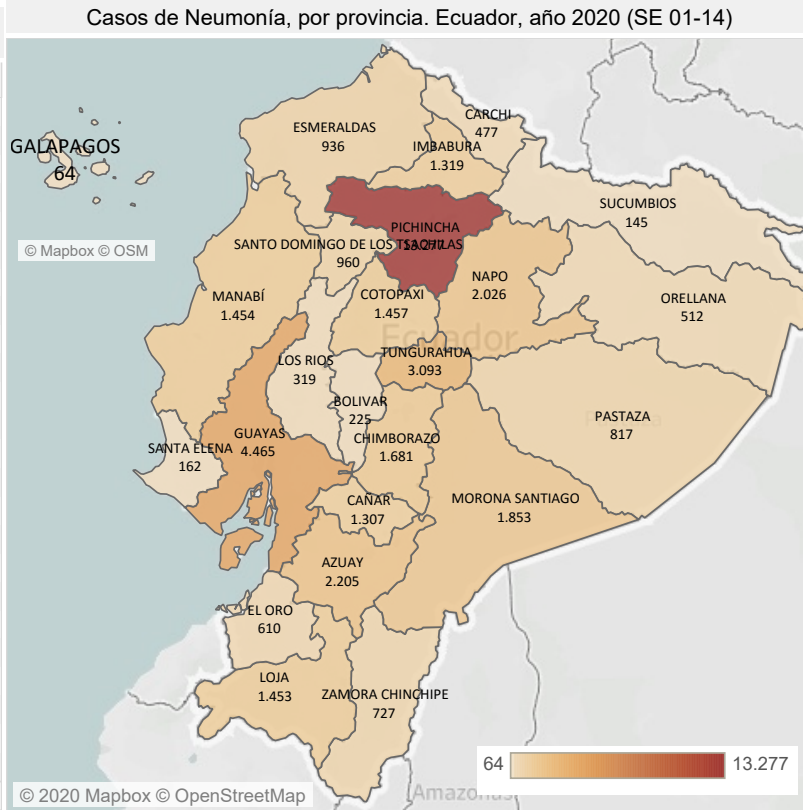 Casos de Neumonía, por provincia. Ecuador, año 2020 (SE 01-14)
CARCHI
477
ESMERALDAS
936
IMBABURA
1.319
GALAPAGOS
64
SUCUMBIOS
145
© Mapbox © OSM
PICHINCHA
13.277
SANTO DOMINGO DE LOS TSACHILAS
960
NAPO
2.026
MANABÍ
1.454
COTOPAXI
1.457
ORELLANA
512
Ecuador
TUNGURAHUA
3.093
LOS RIOS
319
BOLIVAR
225
PASTAZA
817
GUAYAS
4.465
CHIMBORAZO
1.681
SANTA ELENA
162
CAÑAR
1.307
MORONA SANTIAGO
1.853
AZUAY
2.205
EL ORO
610
LOJA
1.453
ZAMORA CHINCHIPE
727
64
13.277
© 2020 Mapbox © OpenStreetMap
Amazonas